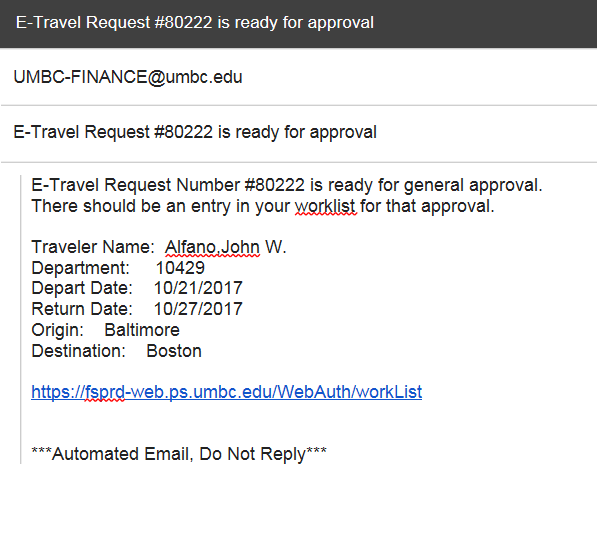 E-Travel Request #80222 is ready for approval
UMBC-FINANCE@umbc.edu
E-Travel Request #80222 is ready for approval
E-Travel Request Number #80222 is ready for general approval.
There should be an entry in your worklist for that approval.
Traveler Name: Alfano,John W.
Department: 10429
Depart Date: 10/21/2017
Return Date: 10/27/2017
Origin: Baltimore
Destination: Boston
https://fsprd-web.ps.umbc.edu/WebAuth/workList
***Automated Email, Do Not Reply***